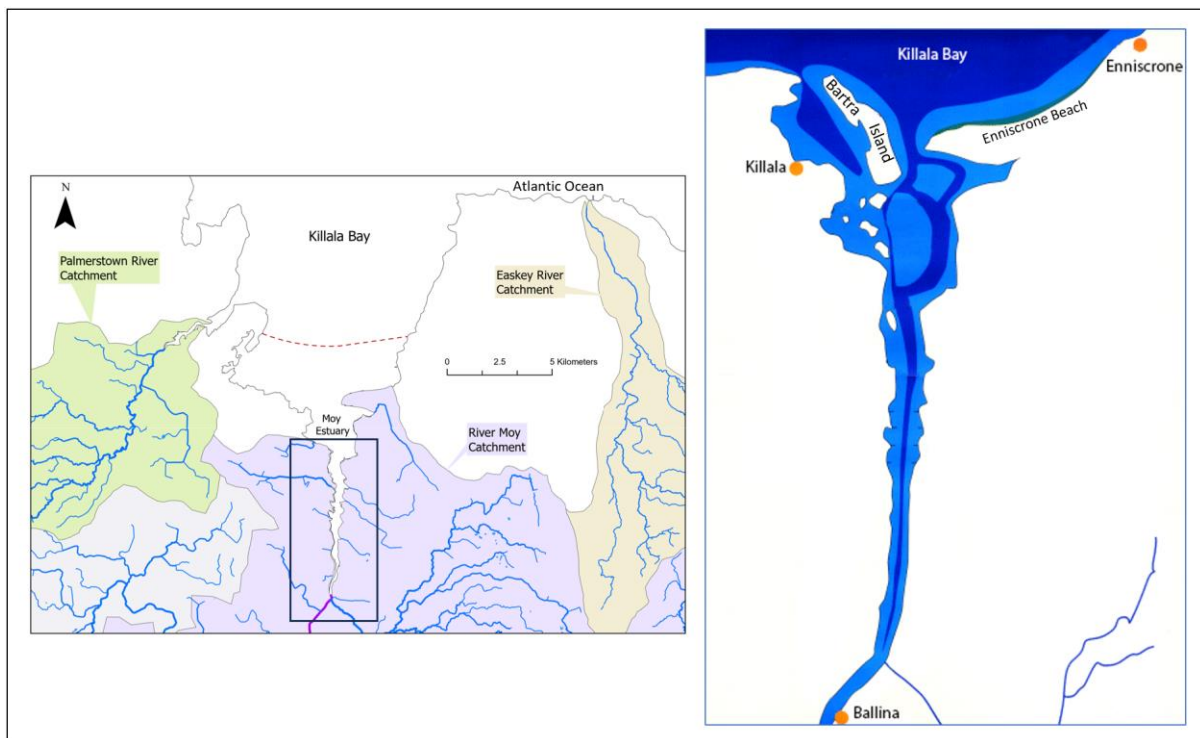 N
Atlantic Ocean
Killala Bay
Palmerstown River
Catchment
Easkey River
Catchment
0 2.5 5 Kilometers
Moy
Estuary
River Moy
Catchment
Killala Bay
Enniscrone
Bartra
Island
Enniscrone Beach
Killala
Ballina